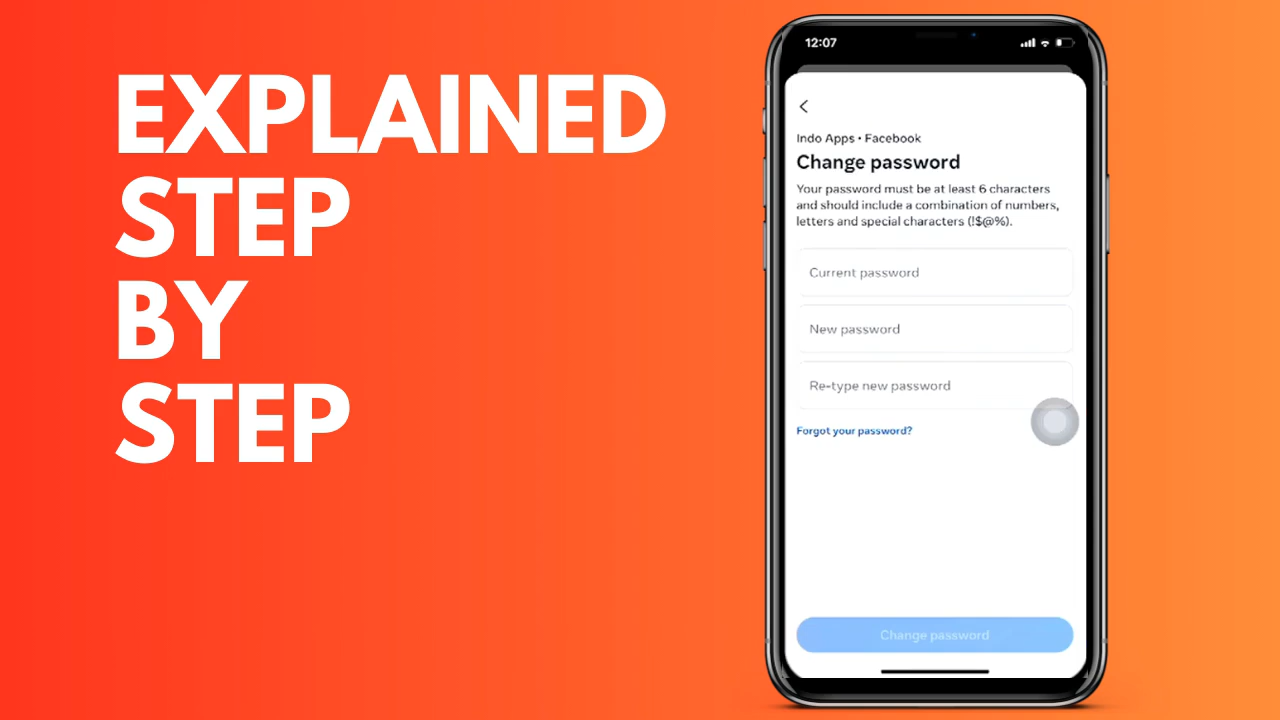 EXPLAINED
STEP
BY
STEP
12:07
Indo Apps • Facebook
Change password
Your password must be at least 6 characters
and should include a combination of numbers,
letters and special characters (!$@%).
Current password
New password
Re-type new password
Forgot your password?
Change password